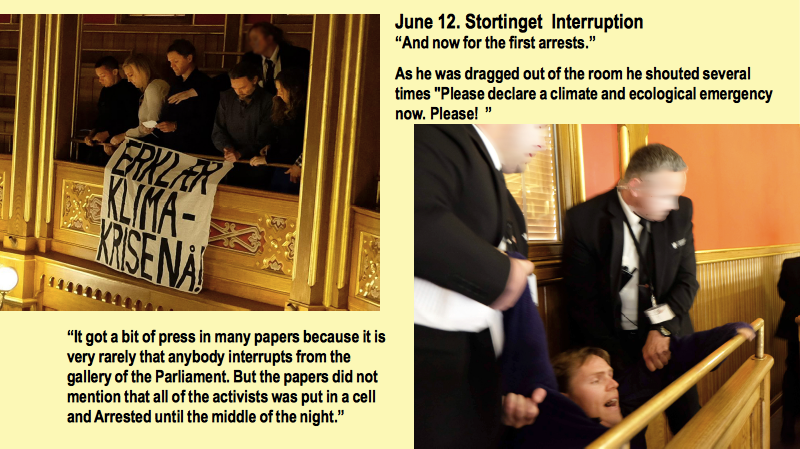 June 12. Stortinget Interruption
“And now for the first arrests.”
As he was dragged out of the room he shouted several
times "Please declare a climate and ecological emergency
now. Please! ”
ERKLÆR
KLIMA-
KRISE NÅ!
“It got a bit of press in many papers because it is
very rarely that anybody interrupts from the
gallery of the Parliament. But the papers did not
mention that all of the activists was put in a cell
and Arrested until the middle of the night.”